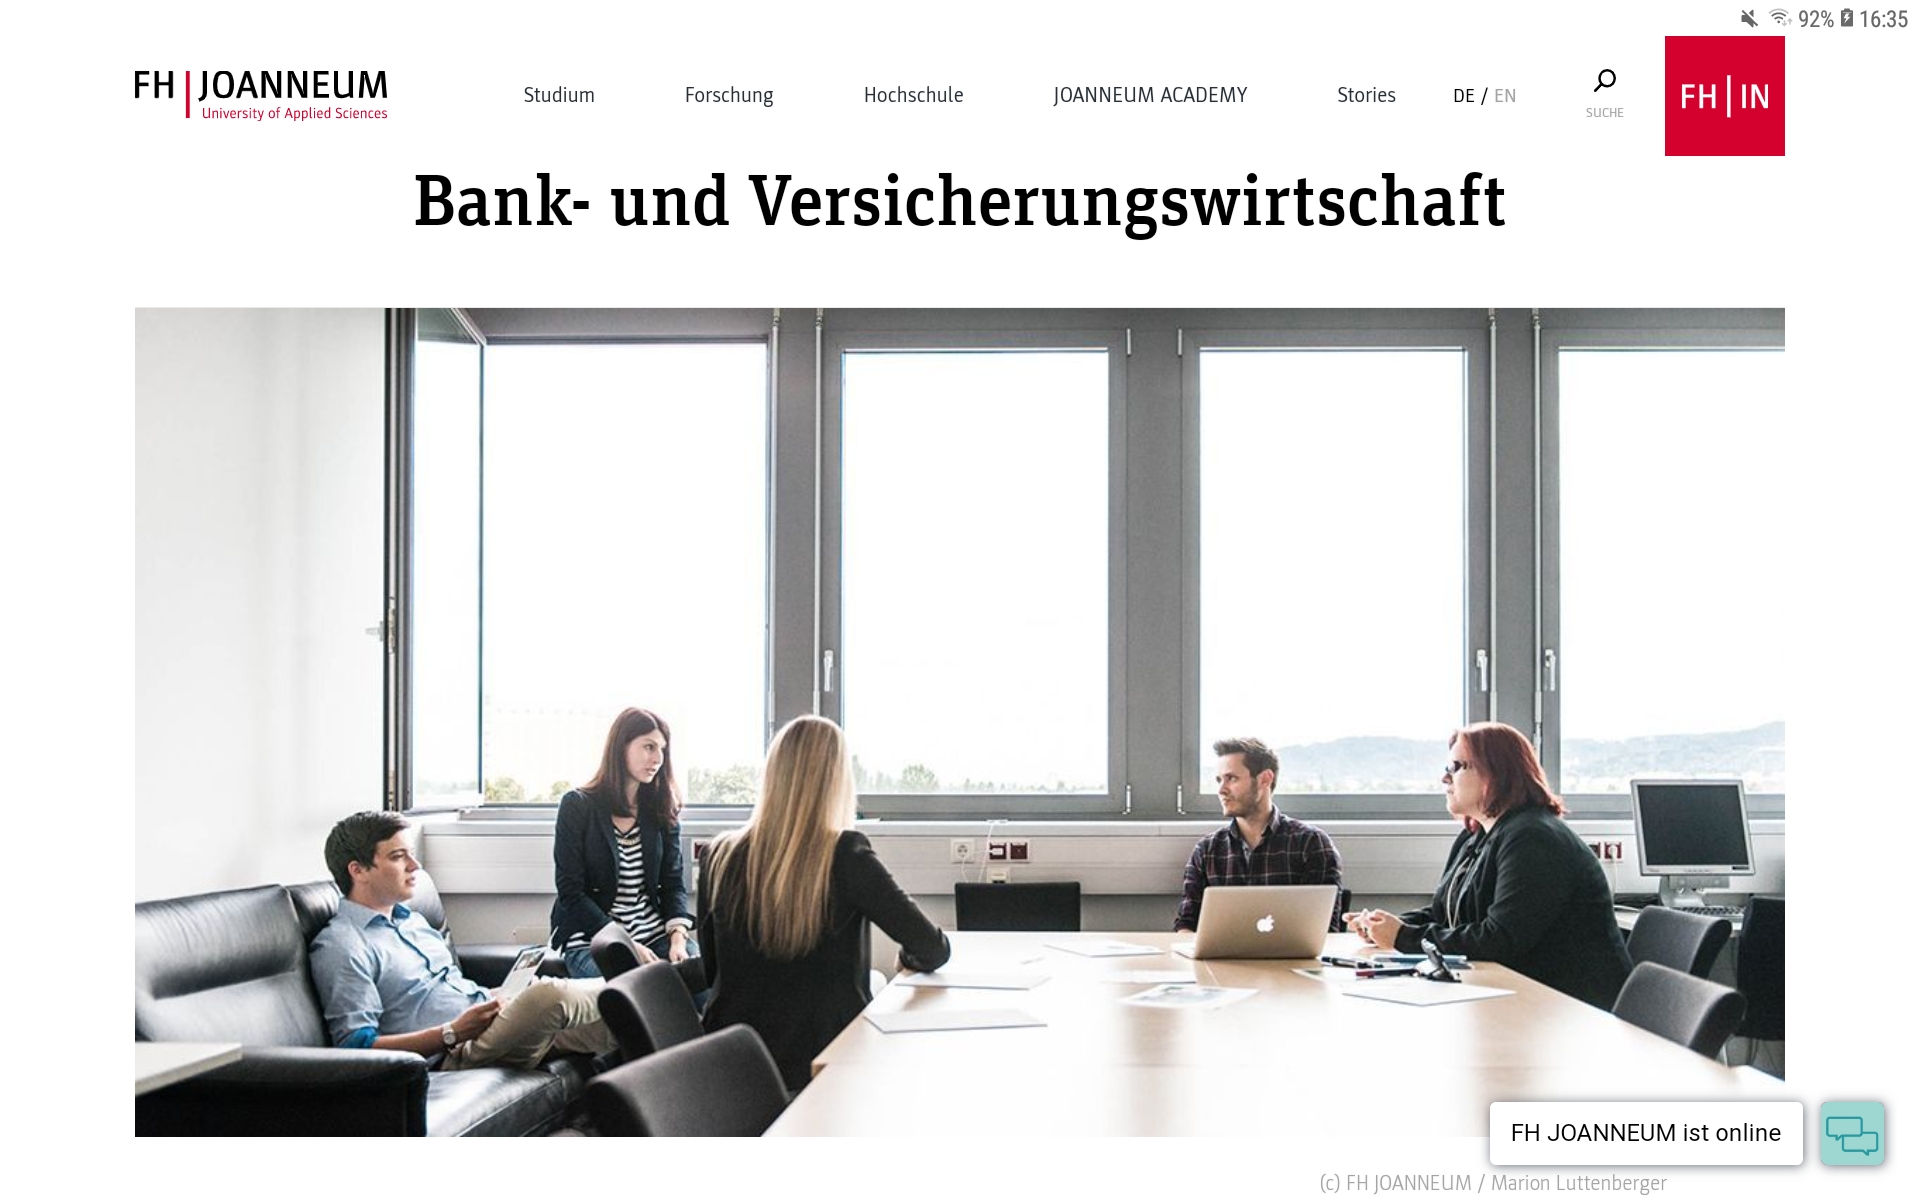 92% 16:35
FH JOANNEUM
University of Applied Sciences
Studium Forschung Hochschule JOANNEUM ACADEMY Stories DE / EN
SUCHE
FH IN
Bank- und Versicherungswirtschaft
FH JOANNEUM ist online
(c) FH JOANNEUM / Marion Luttenberger